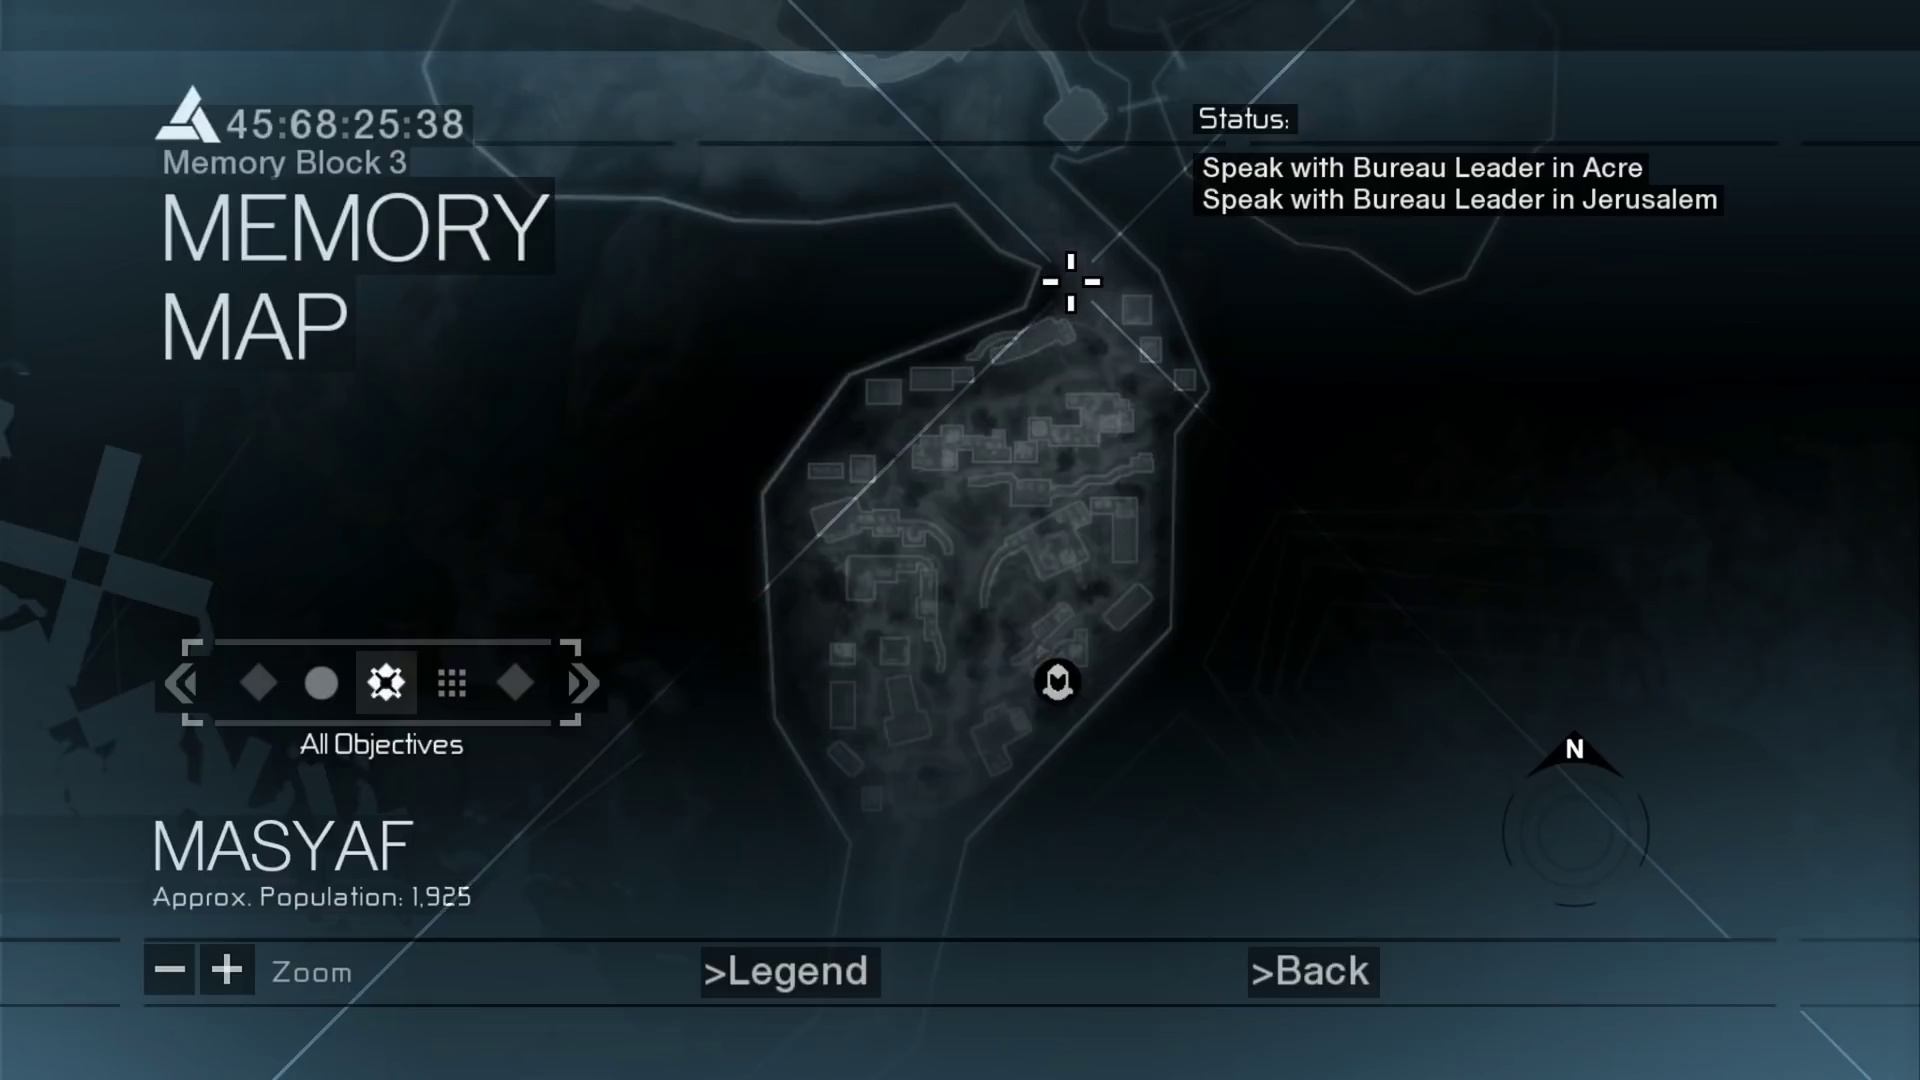 45:68:25:38
Memory Block 3
MEMORY
MAP
Status:
Speak with Bureau Leader in Acre
Speak with Bureau Leader in Jerusalem
All Objectives
N
MASYAF
Approx. Population: 1,925
− + Zoom
>Legend
>Back